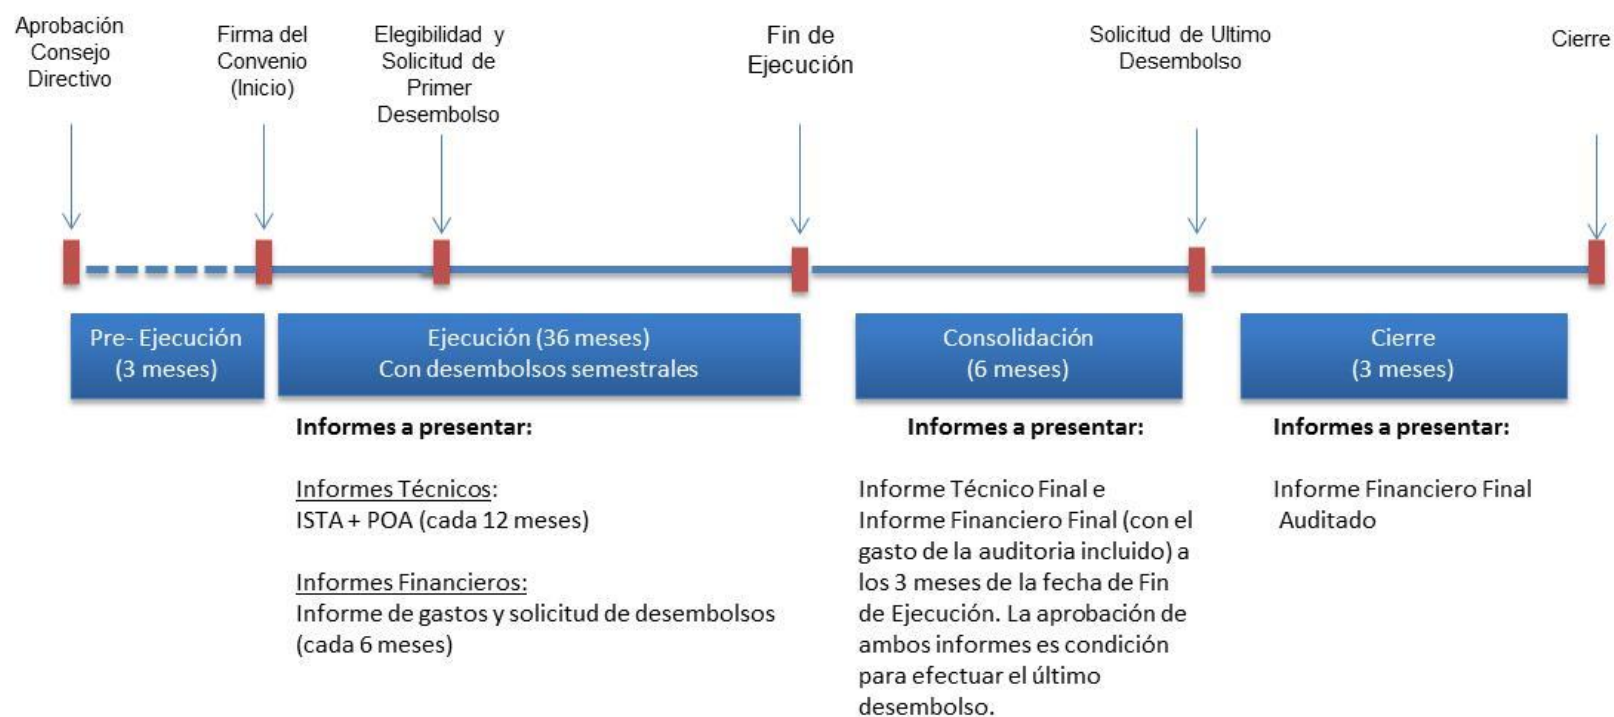 Aprobación
Consejo
Directivo
Firma del
Convenio
(Inicio)
Elegibilidad y
Solicitud de
Primer
Desembolso
Fin de
Ejecución
Solicitud de Ultimo
Desembolso
Cierre
Pre- Ejecución
(3 meses)
Ejecución (36 meses)
Con desembolsos semestrales
Consolidación
(6 meses)
Cierre
(3 meses)
Informes a presentar:
Informes Técnicos:
ISTA + POA (cada 12 meses)
Informes Financieros:
Informe de gastos y solicitud de desembolsos
(cada 6 meses)
Informes a presentar:
Informe Técnico Final e
Informe Financiero Final (con el
gasto de la auditoria incluido) a
los 3 meses de la fecha de Fin
de Ejecución. La aprobación de
ambos informes es condición
para efectuar el último
desembolso.
Informes a presentar:
Informe Financiero Final
Auditado